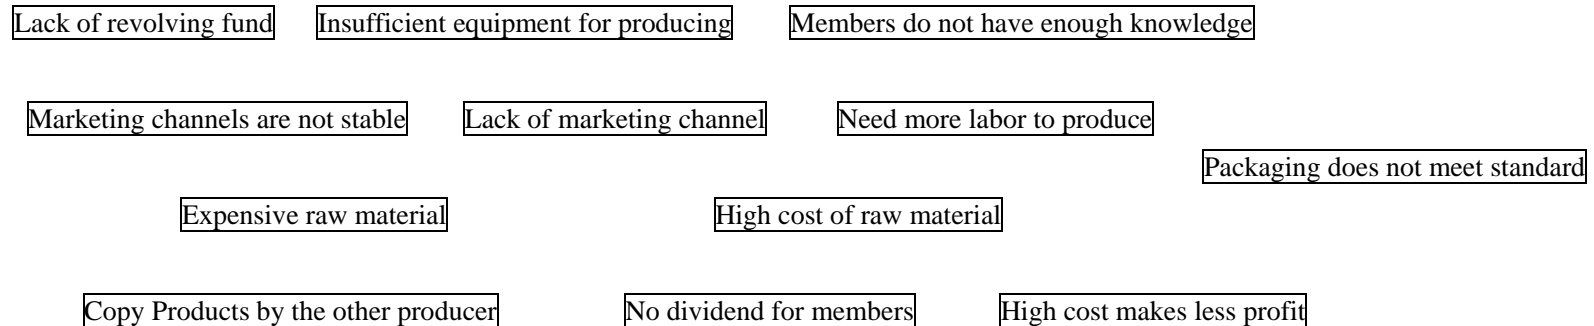 Lack of revolving fund
Insufficient equipment for producing
Members do not have enough knowledge
Marketing channels are not stable
Lack of marketing channel
Need more labor to produce
Packaging does not meet standard
Expensive raw material
High cost of raw material
Copy Products by the other producer
No dividend for members
High cost makes less profit